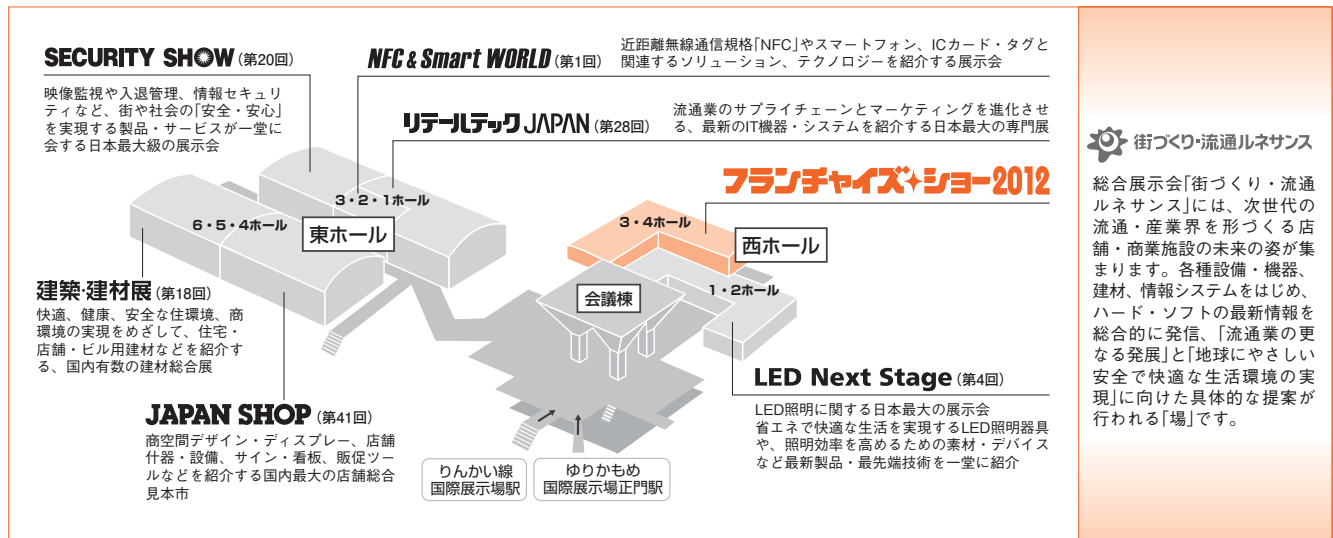 SECURITY SHOW(第20回)
映像監視や入退管理、情報セキュリ
ティなど、街や社会の「安全・安心」
を実現する製品・サービスが一堂に
会する日本最大級の展示会
NFC & Smart WORLD(第1回)
近距離無線通信規格「NFC」やスマートフォン、ICカード・タグと
関連するソリューション、テクノロジーを紹介する展示会
リテールテックJAPAN(第28回)
流通業のサプライチェーンとマーケティングを進化させ
る、最新のIT機器・システムを紹介する日本最大の専門展
フランチャイズ✦ショー2012
3・2・1ホール
6・5・4ホール
東ホール
3・4ホール
西ホール
1・2ホール
会議棟
建築・建材展(第18回)
快適、健康、安全な住環境、商
環境の実現をめざして、住宅・
店舗・ビル用建材などを紹介す
る、国内有数の建材総合展
JAPAN SHOP(第41回)
商空間デザイン・ディスプレー、店舗
什器・設備、サイン・看板、販促ツー
ルなどを紹介する国内最大の店舗総合
見本市
LED Next Stage(第4回)
LED照明に関する日本最大の展示会
省エネで快適な生活を実現するLED照明器具
や、照明効率を高めるための素材・デバイス
など最新製品・最先端技術を一堂に紹介
りんかい線
国際展示場駅
ゆりかもめ
国際展示場正門駅
街づくり・流通ルネサンス
総合展示会「街づくり・流通
ルネサンス」には、次世代の
流通・産業界を形づくる店
舗・商業施設の未来の姿が集
まります。各種設備・機器、
建材、情報システムをはじめ、
ハード・ソフトの最新情報を
総合的に発信、「流通業の更
なる発展」と「地球にやさしい
安全で快適な生活環境の実
現」に向けた具体的な提案が
行われる「場」です。